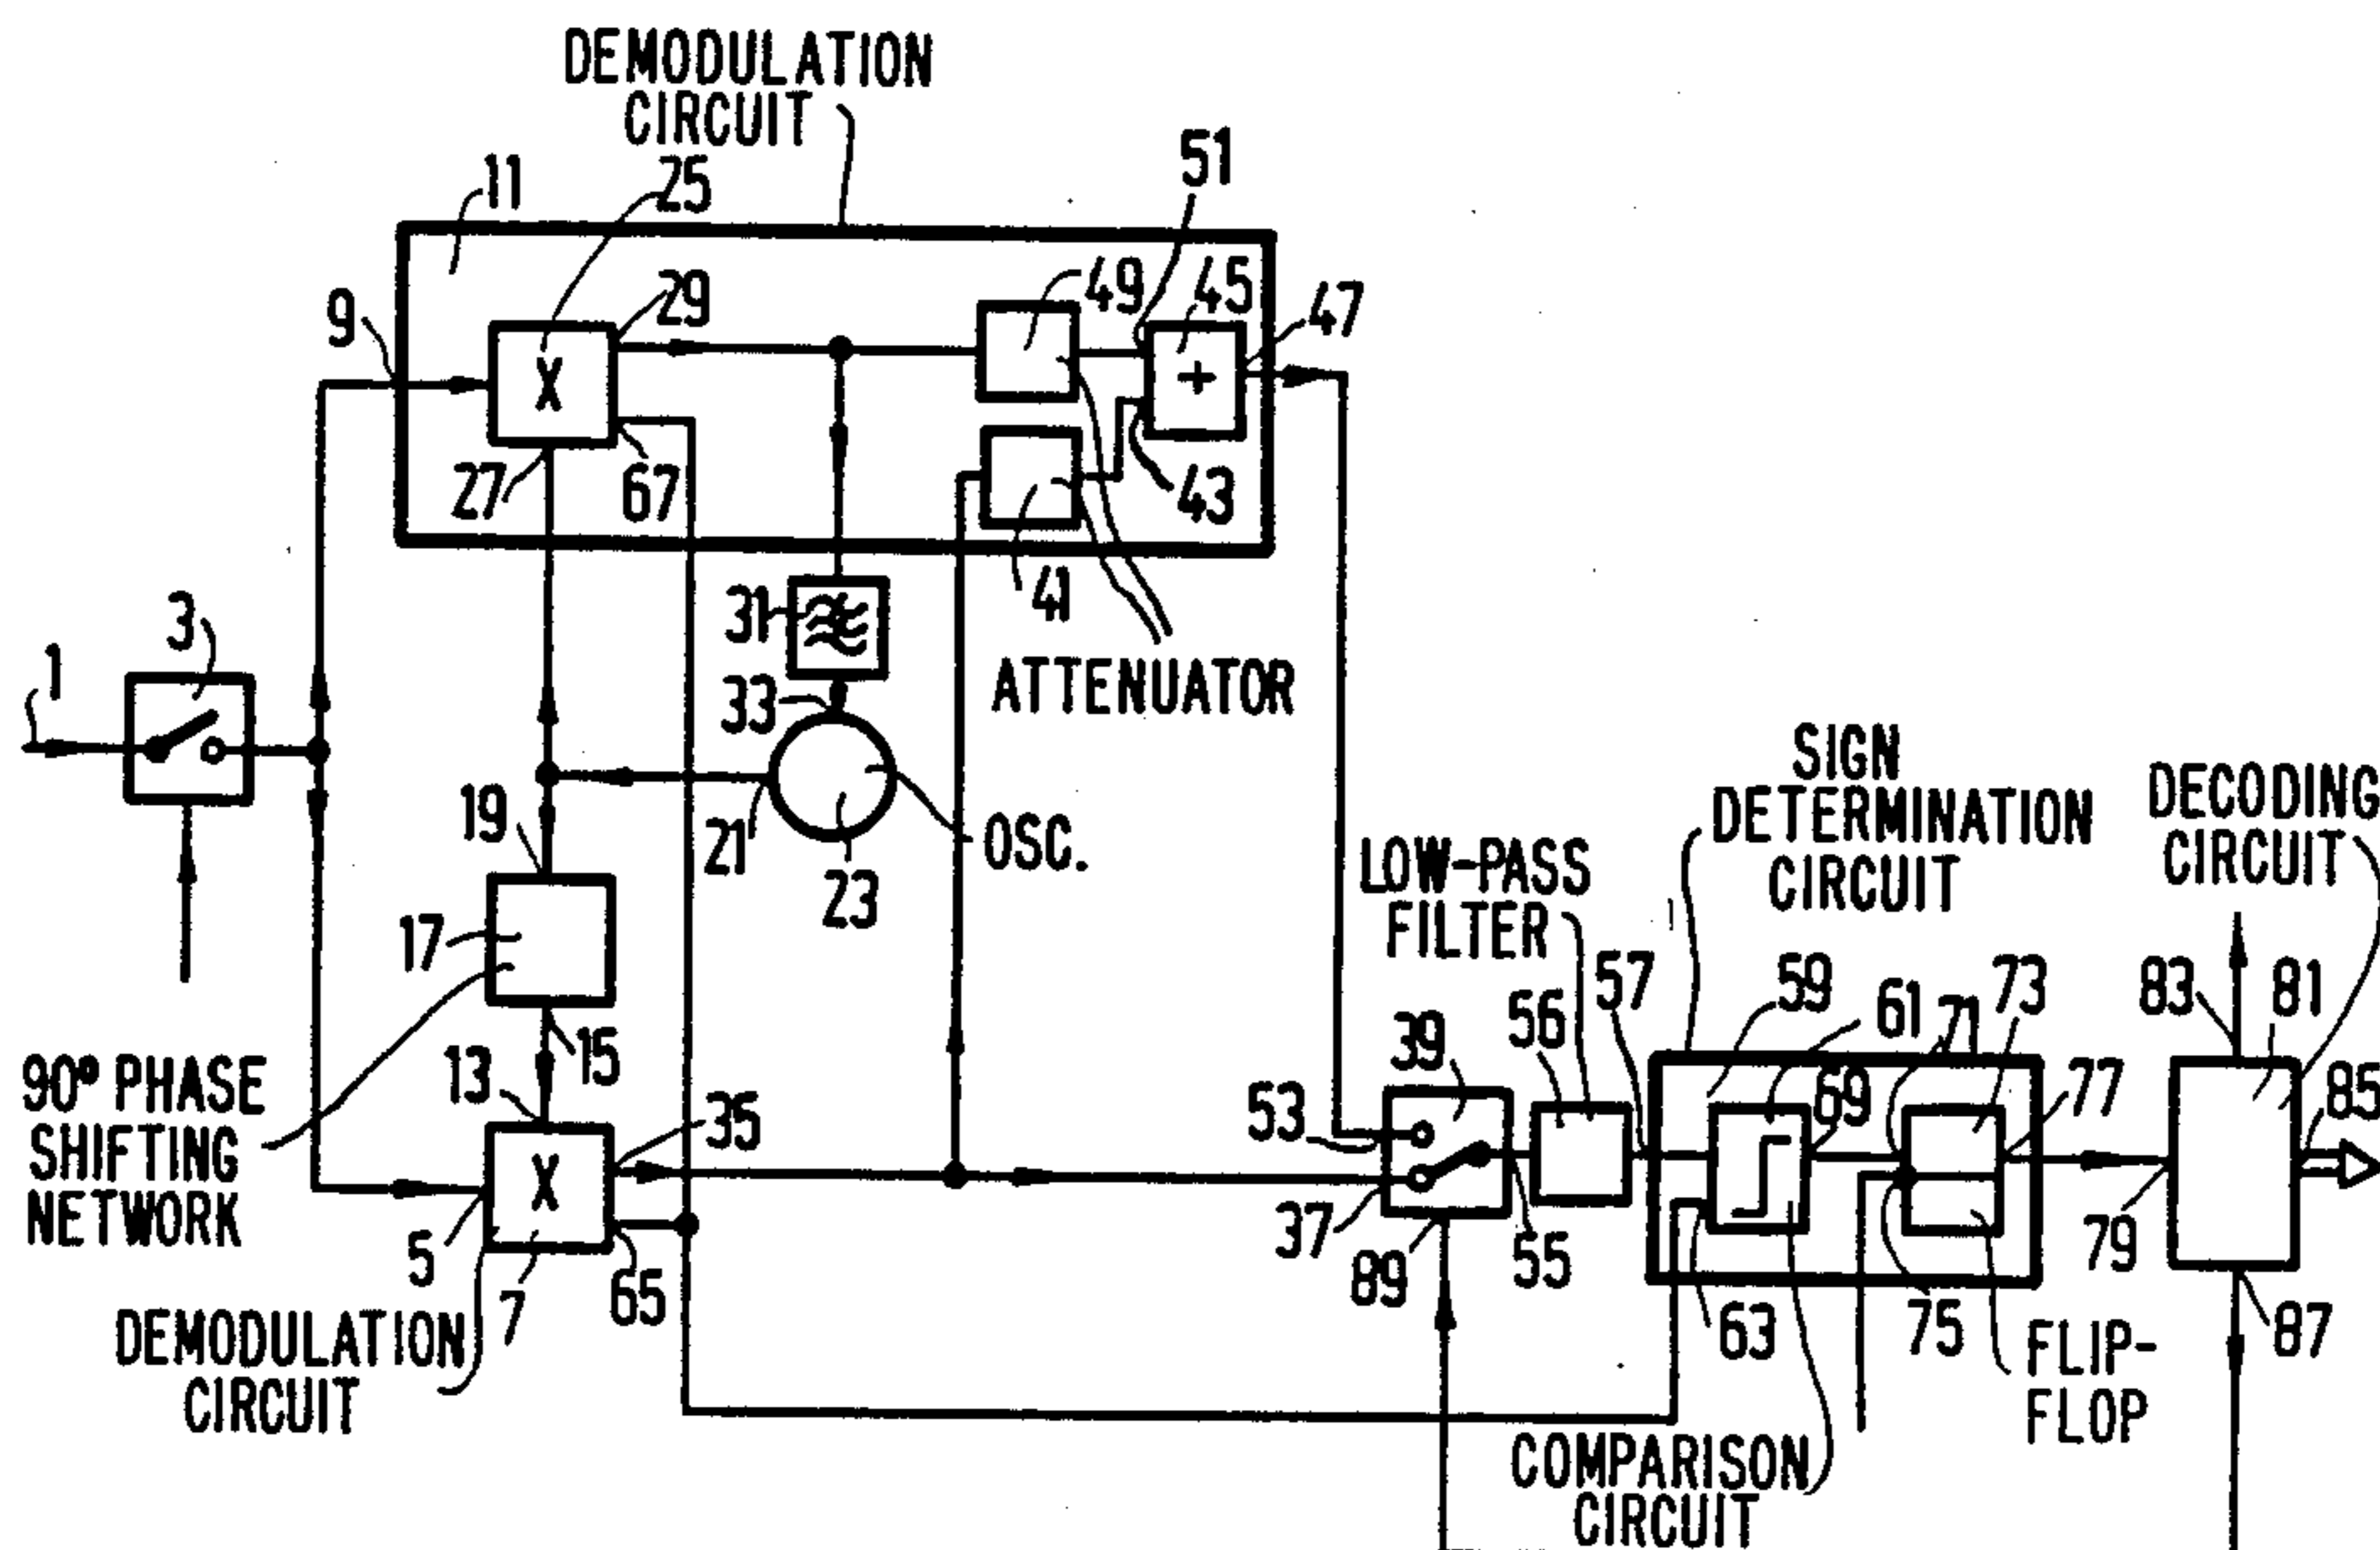 DEMODULATION
CIRCUIT
11
25
51
9
29
49
45
47
X
+
27
67
43
41
31
3
1
33
ATTENUATOR
19
21
23
OSC.
17
SIGN
DETERMINATION
CIRCUIT
DECODING
CIRCUIT
LOW-PASS
FILTER
57
59
61
71
73
83
81
56
39
90° PHASE
SHIFTING
NETWORK
13
15
35
53
69
77
85
X
5
7
65
37
89
55
63
75
79
87
DEMODULATION
CIRCUIT
FLIP-
FLOP
COMPARISON
CIRCUIT